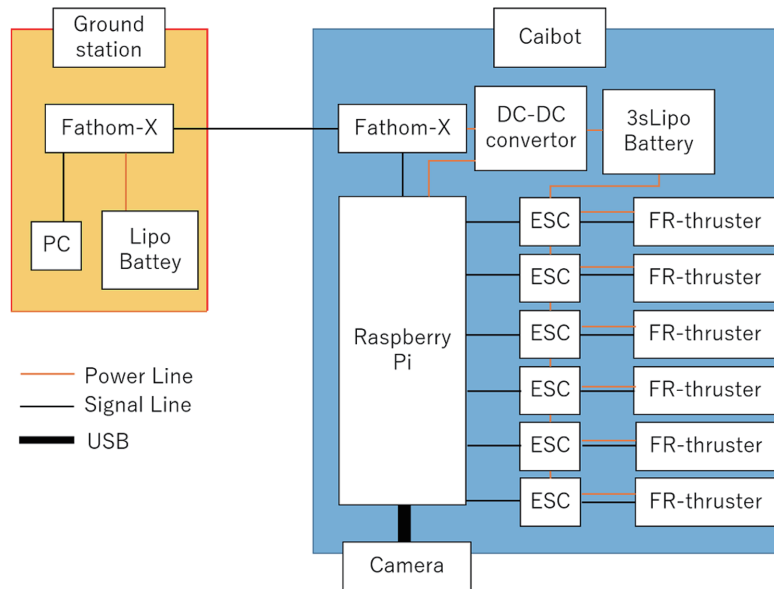 Ground
station
Caibot
Fathom-X
Fathom-X
DC-DC
convertor
3sLipo
Battery
PC
Lipo
Battey
Raspberry
Pi
ESC
FR-thruster
ESC
FR-thruster
ESC
FR-thruster
ESC
FR-thruster
ESC
FR-thruster
ESC
FR-thruster
Power Line
Signal Line
USB
Camera